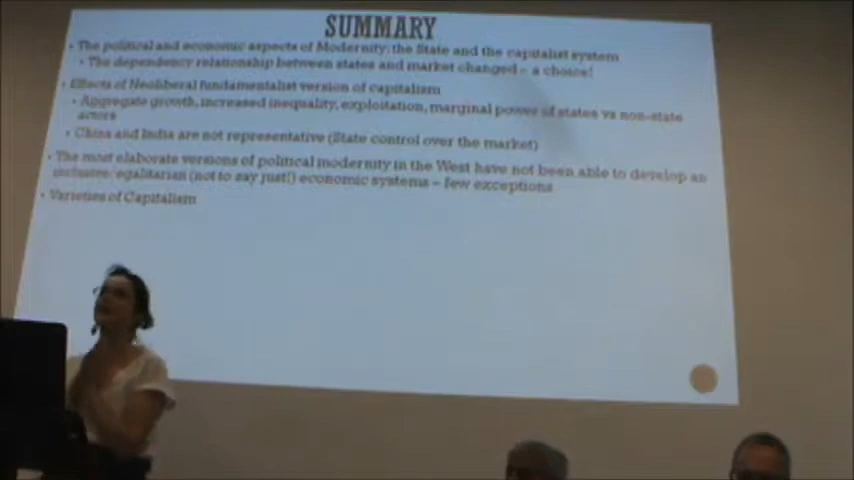 SUMMARY
• The political and economic aspects of Modernity: the State and the capitalist system
• The dependency relationship between states and market changed – a choice!
• Effects of Neoliberal fundamentalist version of capitalism
• Aggregate growth, increased inequality, exploitation, marginal power of states vs non-state
actors
• China and India are not representative (State control over the market)
• The most elaborate versions of political modernity in the West have not been able to develop an
inclusive/egalitarian (not to say just!) economic systems – few exceptions
• Varieties of Capitalism